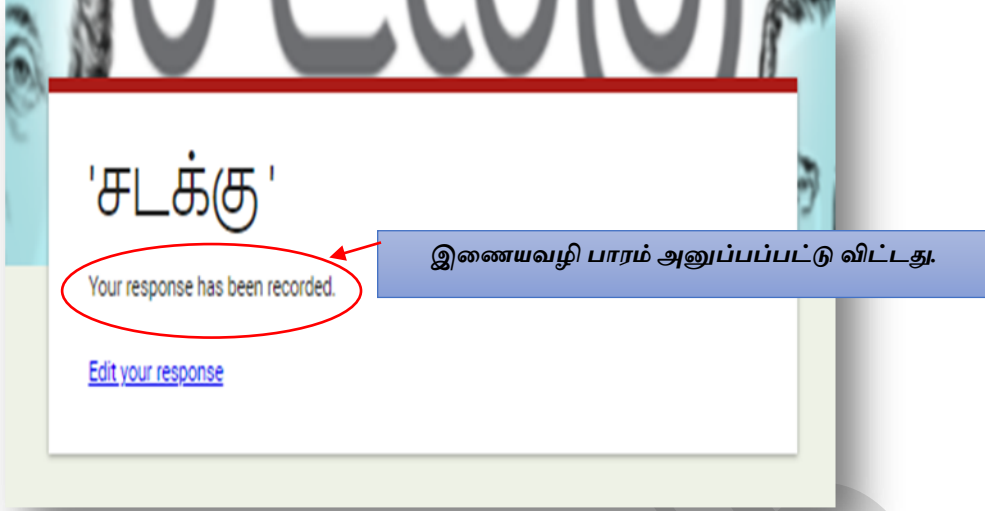 'சடக்கு '
இணையவழி பாரம் அனுப்பப்பட்டு விட்டது.
Your response has been recorded.
Edit your response